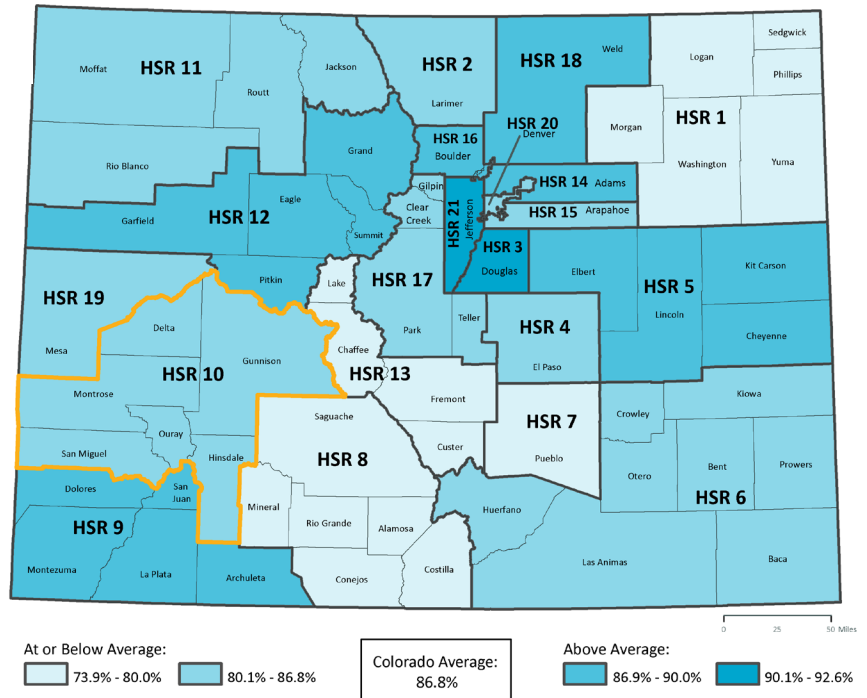 Sedgwick
Weld
Logan
HSR 2
HSR 18
Jackson
Moffat
HSR 11
Phillips
Routt
Larimer
HSR 20
Denver
Morgan
HSR 1
HSR 16
Boulder
Grand
Washington
Yuma
Rio Blanco
Gilpin
HSR 14
Adams
Eagle
Clear
Creek
HSR 21
Jefferson
HSR 15
Arapahoe
Garfield
HSR 12
Summit
HSR 3
Douglas
Kit Carson
Pitkin
Lake
HSR 17
Elbert
HSR 5
Lincoln
HSR 19
Teller
Delta
Park
HSR 4
Cheyenne
Mesa
Chaffee
Gunnison
El Paso
HSR 10
HSR 13
Montrose
Fremont
Kiowa
Saguache
Crowley
HSR 7
Ouray
Custer
San Miguel
Hinsdale
HSR 8
Pueblo
Bent
Prowers
Otero
Dolores
San
Juan
HSR 6
Mineral
Huerfano
HSR 9
Rio Grande
Alamosa
Las Animas
Baca
Montezuma
La Plata
Archuleta
Conejos
Costilla
0 25 50 Miles
At or Below Average:
73.9% - 80.0%
80.1% - 86.8%
Colorado Average:
86.8%
Above Average:
86.9% - 90.0%
90.1% - 92.6%